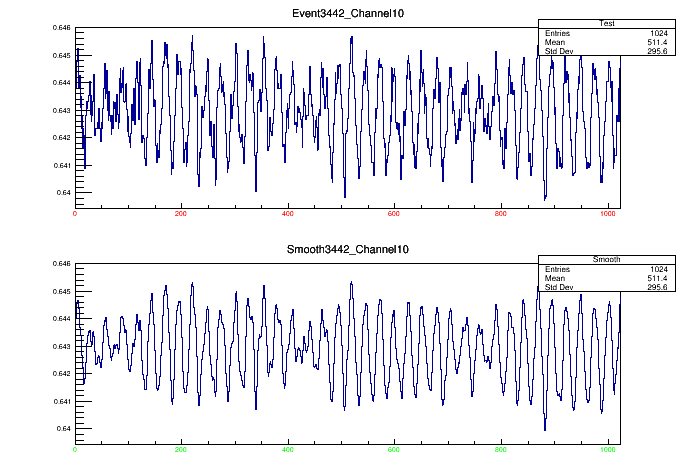 Event3442_Channel10
Test
Entries 1024
Mean 511.4
Std Dev 295.6
0.646
0.645
0.644
0.643
0.642
0.641
0.64
0 200 400 600 800 1000
Smooth3442_Channel10
Smooth
Entries 1024
Mean 511.4
Std Dev 295.6
0.646
0.645
0.644
0.643
0.642
0.641
0.64
0 200 400 600 800 1000